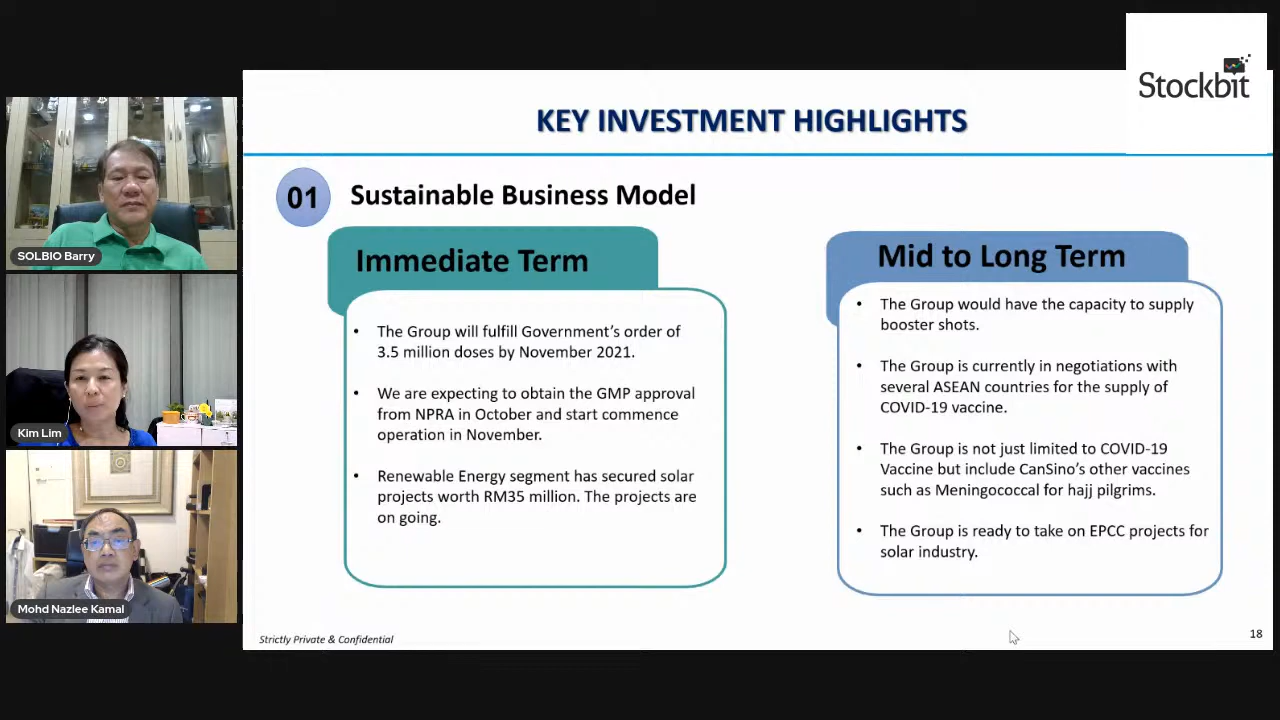 Stockbit
KEY INVESTMENT HIGHLIGHTS
01
Sustainable Business Model
Immediate Term
The Group will fulfill Government's order of
3.5 million doses by November 2021.
We are expecting to obtain the GMP approval
from NPRA in October and start commence
operation in November.
Renewable Energy segment has secured solar
projects worth RM35 million. The projects are
on going.
Mid to Long Term
The Group would have the capacity to supply
booster shots.
The Group is currently in negotiations with
several ASEAN countries for the supply of
COVID-19 vaccine.
The Group is not just limited to COVID-19
Vaccine but include CanSino's other vaccines
such as Meningococcal for hajj pilgrims.
The Group is ready to take on EPCC projects for
solar industry.
Strictly Private & Confidential
18
SOLBIO Barry
Kim Lim
Mohd Nazlee Kamal